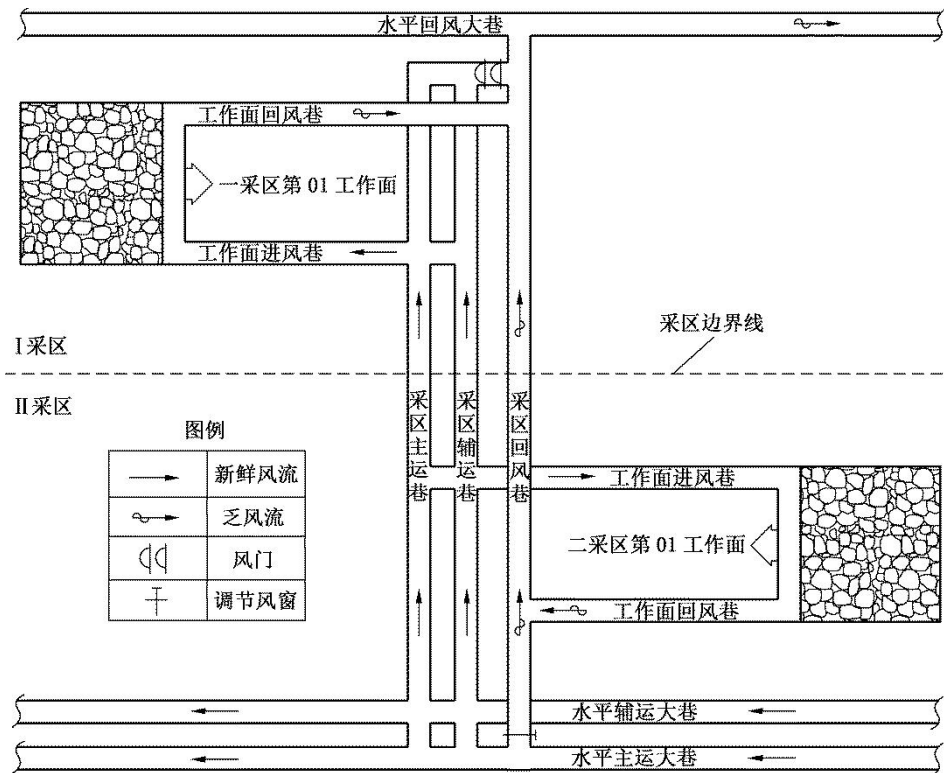 水平回风大巷
工作面回风巷
一采区第01工作面
工作面进风巷
采区边界线
I采区
II采区
图例
新鲜风流
乏风流
风门
调节风窗
采区主运巷
采区辅运巷
采区回风巷
工作面进风巷
二采区第01工作面
工作面回风巷
水平辅运大巷
水平主运大巷